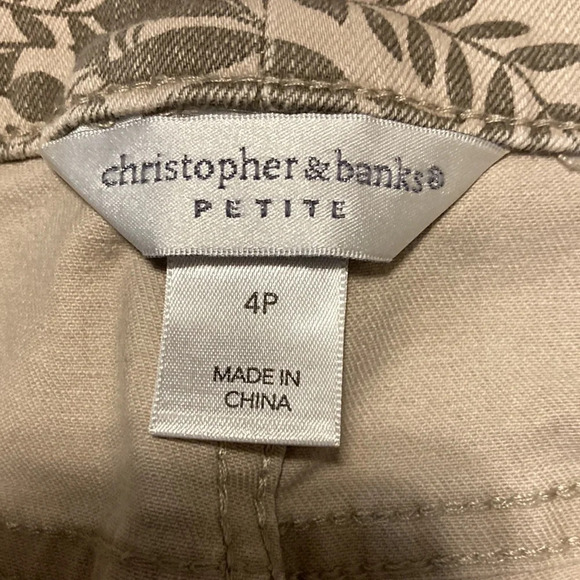 christopher & banks®
PETITE
4P
MADE IN
CHINA